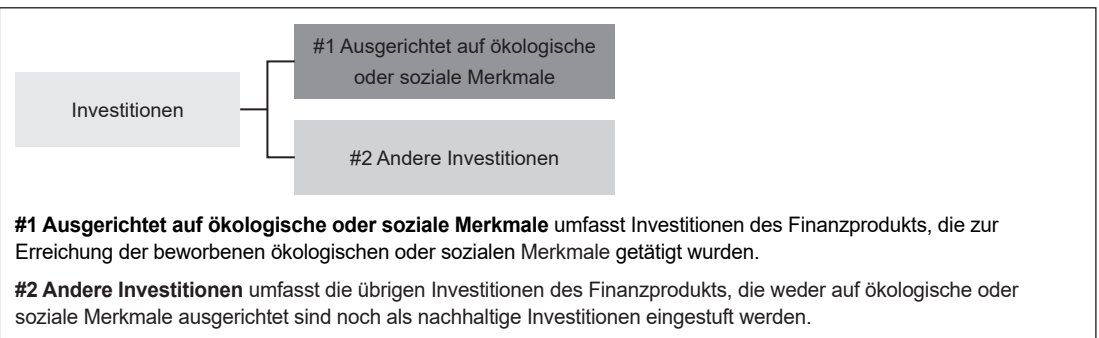 #1 Ausgerichtet auf ökologische
oder soziale Merkmale
Investitionen
#2 Andere Investitionen
#1 Ausgerichtet auf ökologische oder soziale Merkmale umfasst Investitionen des Finanzprodukts, die zur
Erreichung der beworbenen ökologischen oder sozialen Merkmale getätigt wurden.
#2 Andere Investitionen umfasst die übrigen Investitionen des Finanzprodukts, die weder auf ökologische oder
soziale Merkmale ausgerichtet sind noch als nachhaltige Investitionen eingestuft werden.